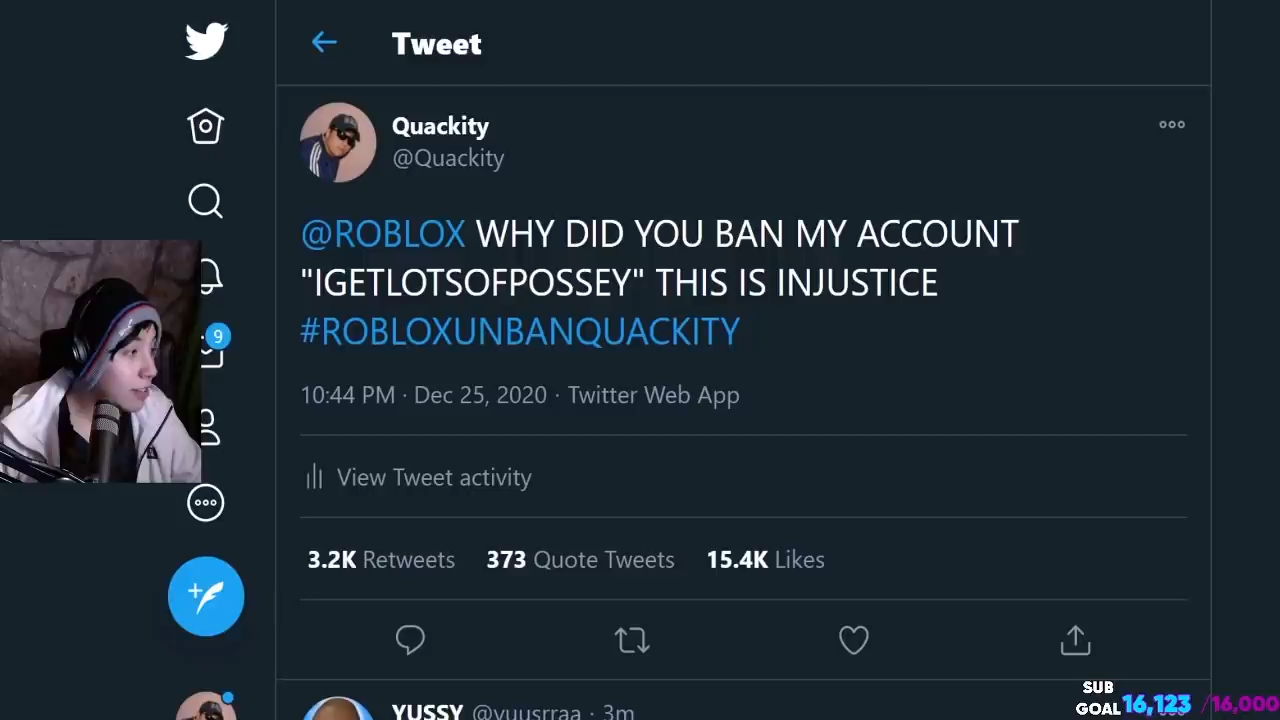 Tweet
Quackity
@Quackity
@ROBLOX WHY DID YOU BAN MY ACCOUNT
"IGETLOTSOFPOSSEY" THIS IS INJUSTICE
#ROBLOXUNBANQUACKITY
10:44 PM · Dec 25, 2020 · Twitter Web App
9
View Tweet activity
3.2K Retweets 373 Quote Tweets 15.4K Likes
YUSSY @yuusrraa · 3m
SUB
GOAL 16,123 /16,000